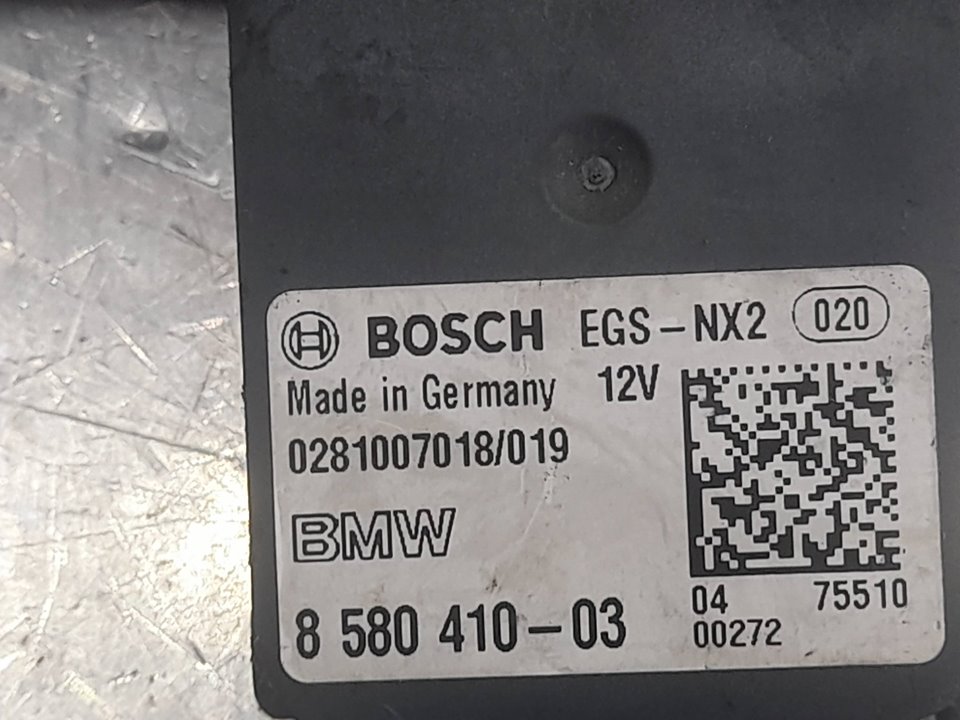 BOSCH EGS-NX2 020
Made in Germany 12V
0281007018/019
BMW
8 580 410-03
04 75510
00272